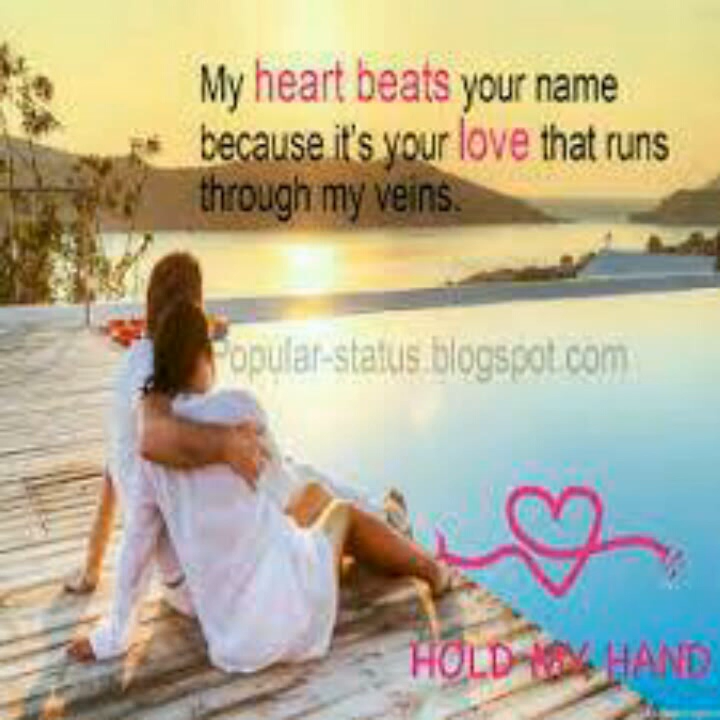 My heart beats your name
because it's your love that runs
through my veins.
Popular-status.blogspot.com
HOLD MY HAND